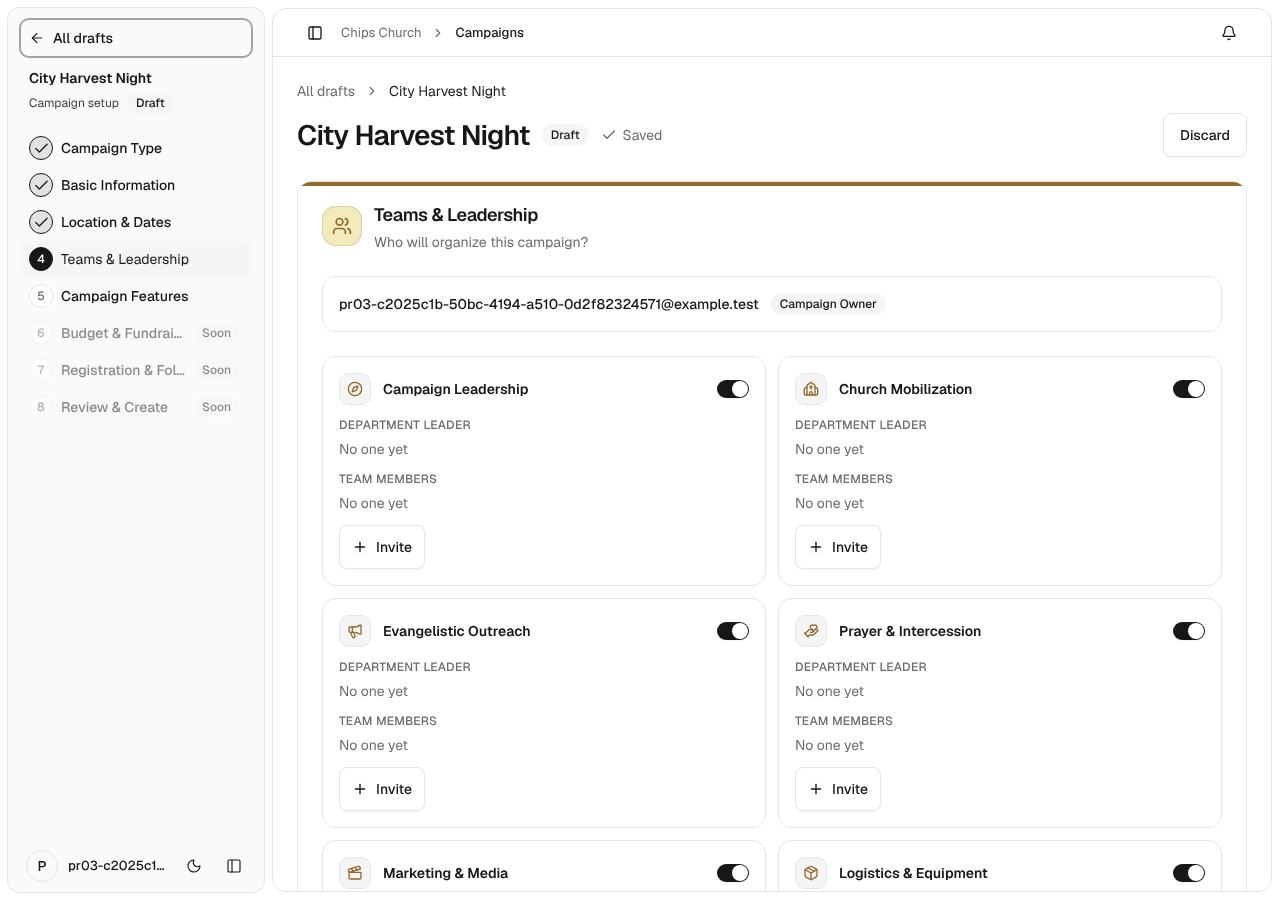 All drafts
City Harvest Night
Campaign setup Draft
Campaign Type
Basic Information
Location & Dates
4 Teams & Leadership
5 Campaign Features
6 Budget & Fundrai... Soon
7 Registration & Fol... Soon
8 Review & Create Soon
P pr03-c2025c1...
Chips Church > Campaigns
All drafts > City Harvest Night
City Harvest Night Draft Saved
Discard
Teams & Leadership
Who will organize this campaign?
pr03-c2025c1b-50bc-4194-a510-0d2f82324571@example.test Campaign Owner
Campaign Leadership
DEPARTMENT LEADER
No one yet
TEAM MEMBERS
No one yet
+ Invite
Church Mobilization
DEPARTMENT LEADER
No one yet
TEAM MEMBERS
No one yet
+ Invite
Evangelistic Outreach
DEPARTMENT LEADER
No one yet
TEAM MEMBERS
No one yet
+ Invite
Prayer & Intercession
DEPARTMENT LEADER
No one yet
TEAM MEMBERS
No one yet
+ Invite
Marketing & Media
Logistics & Equipment